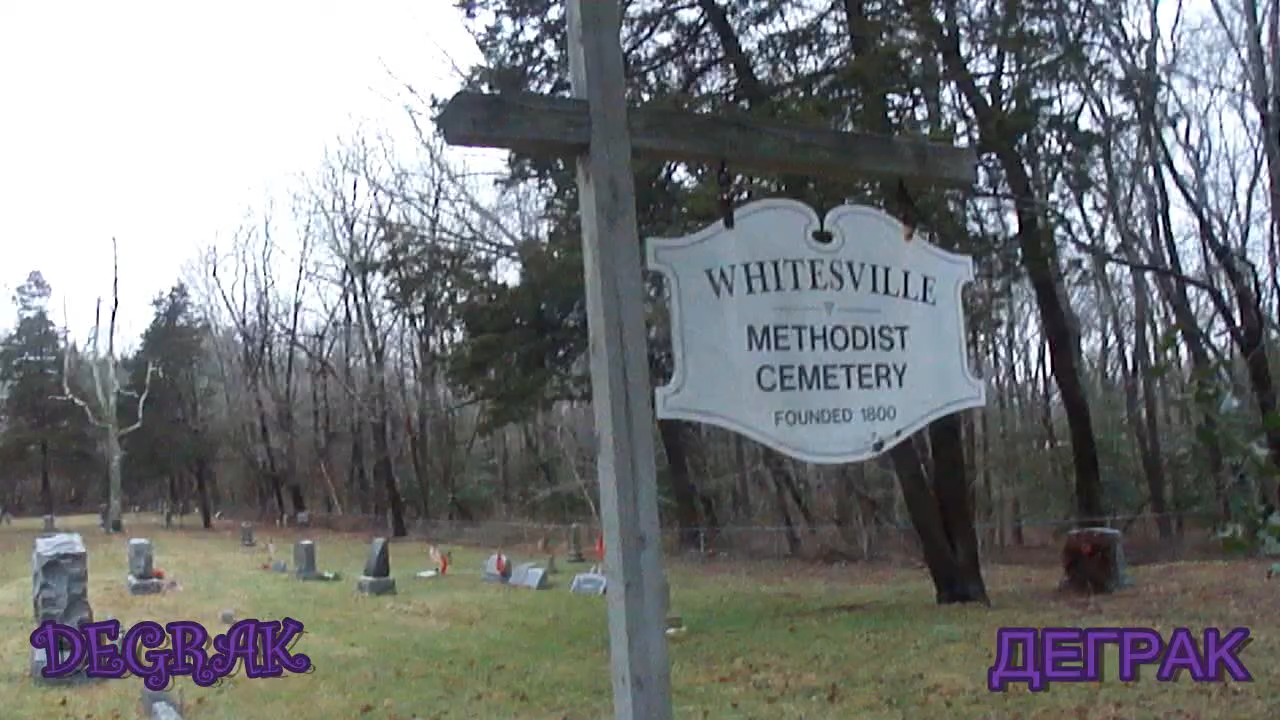 WHITESVILLE
METHODIST
CEMETERY
FOUNDED 1800
DEGRAK
ДЕГРАК